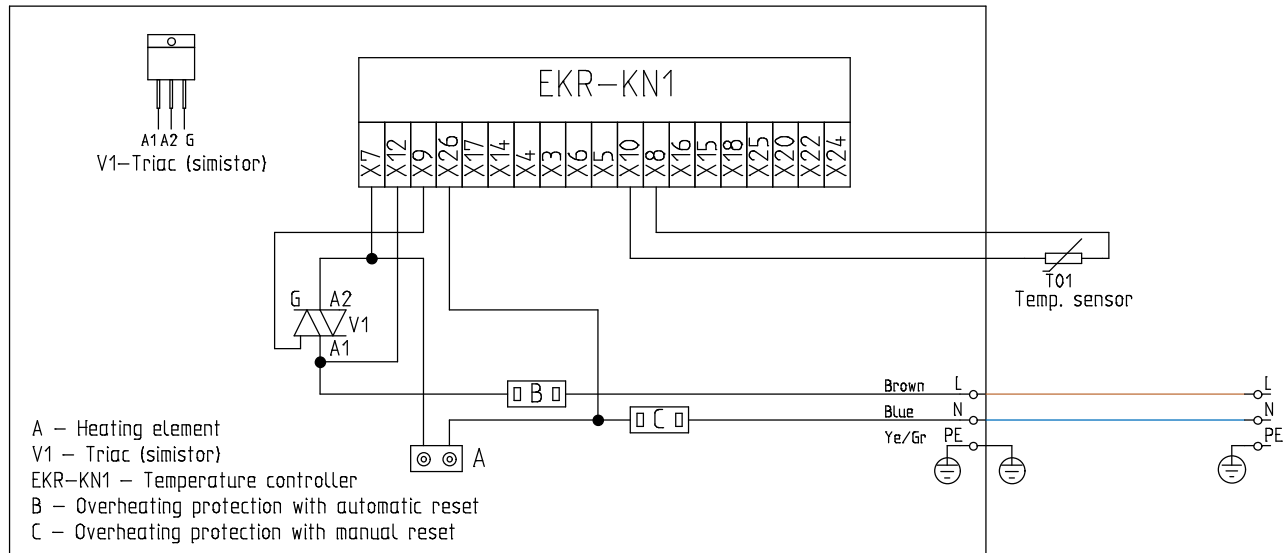 EKR-KN1
A1 A2 G
V1-Triac (simistor)
X7 X12 X9 X26 X17 X14 X4 X3 X6 X5 X10 X8 X16 X15 X18 X25 X20 X22 X24
T01
Temp. sensor
G A2
V1
A1
B
Brown L L
C
Blue N N
Ye/Gr PE PE
A
A - Heating element
V1 - Triac (simistor)
EKR-KN1 - Temperature controller
B - Overheating protection with automatic reset
C - Overheating protection with manual reset